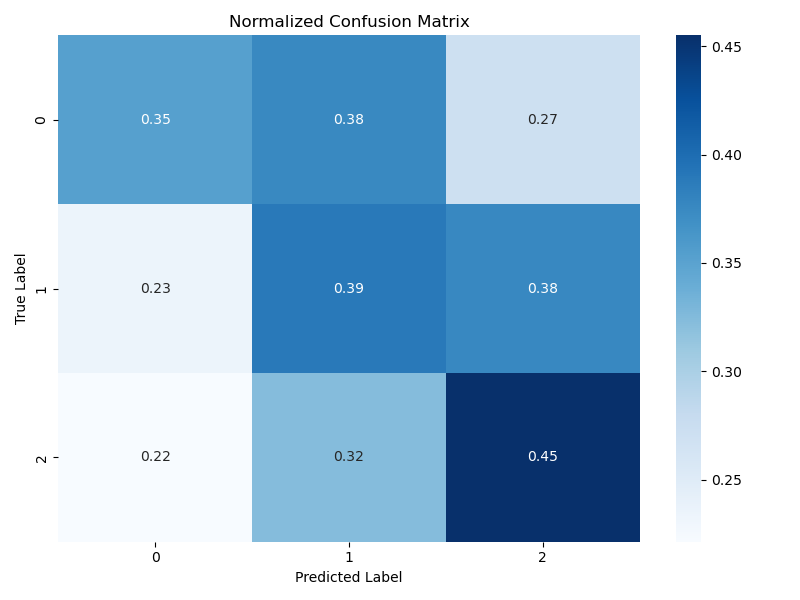 Normalized Confusion Matrix
True Label
0
0.35 0.38 0.27
1
0.23 0.39 0.38
2
0.22 0.32 0.45
0 1 2
Predicted Label
0.45
0.40
0.35
0.30
0.25